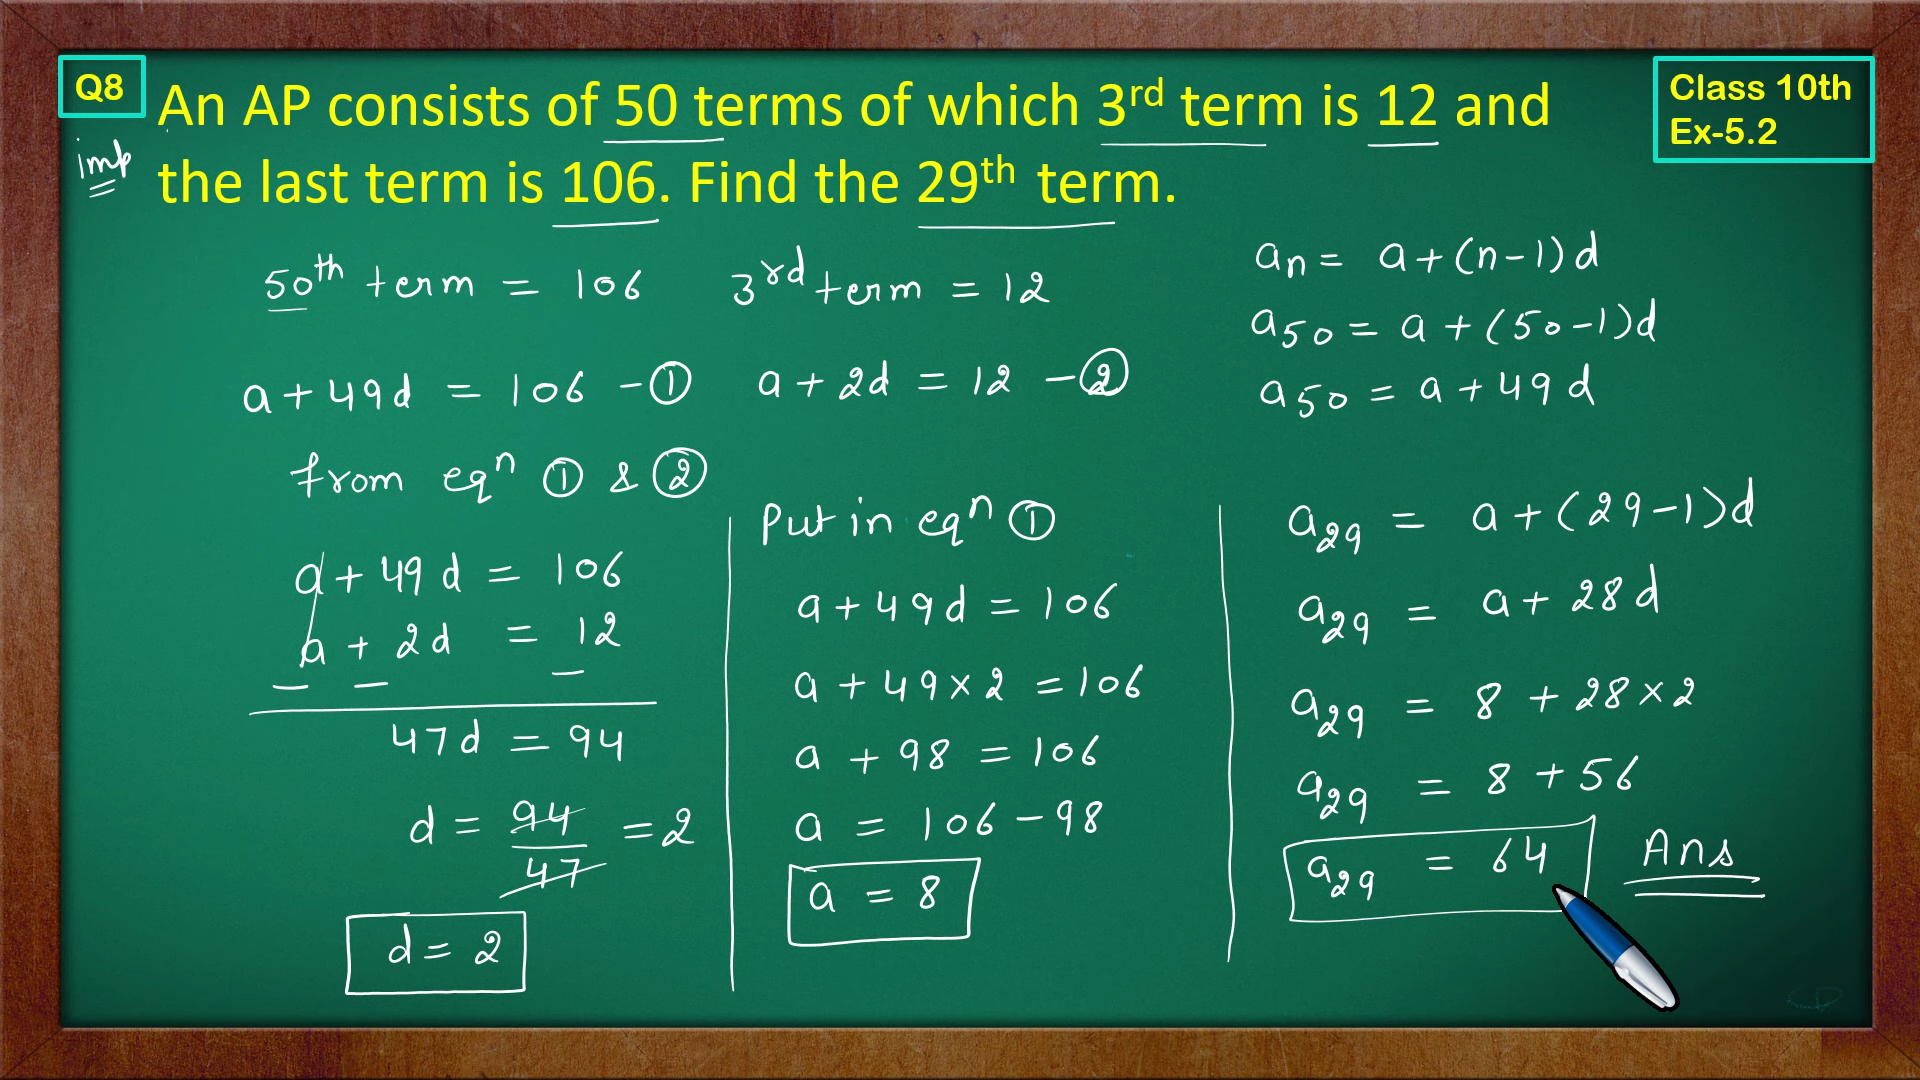 Q8
An AP consists of 50 terms of which 3rd term is 12 and
the last term is 106. Find the 29th term.
Class 10th
Ex-5.2
imp
50th term = 106
3rd term = 12
a + 49d = 106 - ①
a + 2d = 12 - ②
an = a + (n-1)d
a50 = a + (50-1)d
a50 = a + 49d
from eqn ① & ②
a + 49d = 106
a + 2d = 12
— — —
47d = 94
d = 94/47 = 2
d = 2
Put in eqn ①
a + 49d = 106
a + 49 × 2 = 106
a + 98 = 106
a = 106 - 98
a = 8
a29 = a + (29-1)d
a29 = a + 28d
a29 = 8 + 28 × 2
a29 = 8 + 56
a29 = 64
Ans